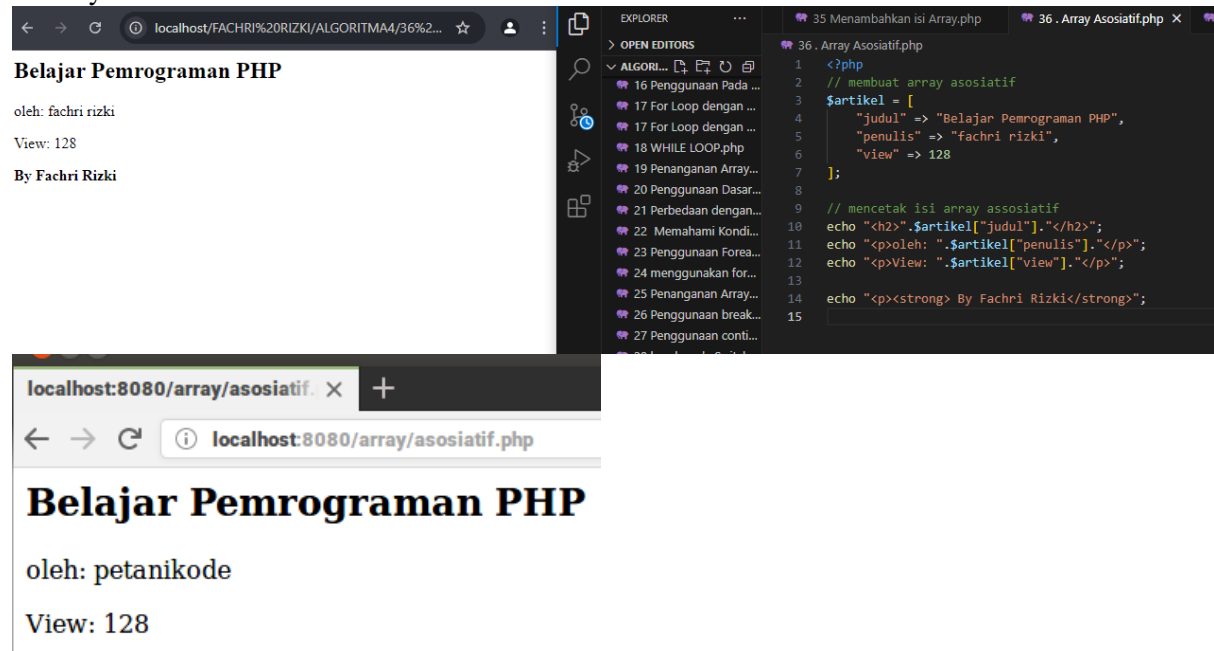 localhost/FACHRI%20RIZKI/ALGORITMA4/36%2...
Belajar Pemrograman PHP
oleh: fachri rizki
View: 128
By Fachri Rizki
EXPLORER ...
> OPEN EDITORS
ALGORI...
16 Penggunaan Pada ...
17 For Loop dengan ...
17 For Loop dengan ...
18 WHILE LOOP.php
19 Penanganan Array...
20 Penggunaan Dasar...
21 Perbedaan dengan...
22 Memahami Kondi...
23 Penggunaan Forea...
24 menggunakan for...
25 Penanganan Array...
26 Penggunaan break...
27 Penggunaan conti...
35 Menambahkan isi Array.php
36 . Array Asosiatif.php
36 . Array Asosiatif.php
1 <?php
2 // membuat array asosiatif
3 $artikel = [
4 "judul" => "Belajar Pemrograman PHP",
5 "penulis" => "fachri rizki",
6 "view" => 128
7 ];
8
9 // mencetak isi array assosiatif
10 echo "<h2>".$artikel["judul"]."</h2>";
11 echo "<p>oleh: ".$artikel["penulis"]."</p>";
12 echo "<p>View: ".$artikel["view"]."</p>";
13
14 echo "<p><strong> By Fachri Rizki</strong>";
15
localhost:8080/array/asosiatif.
localhost:8080/array/asosiatif.php
Belajar Pemrograman PHP
oleh: petanikode
View: 128